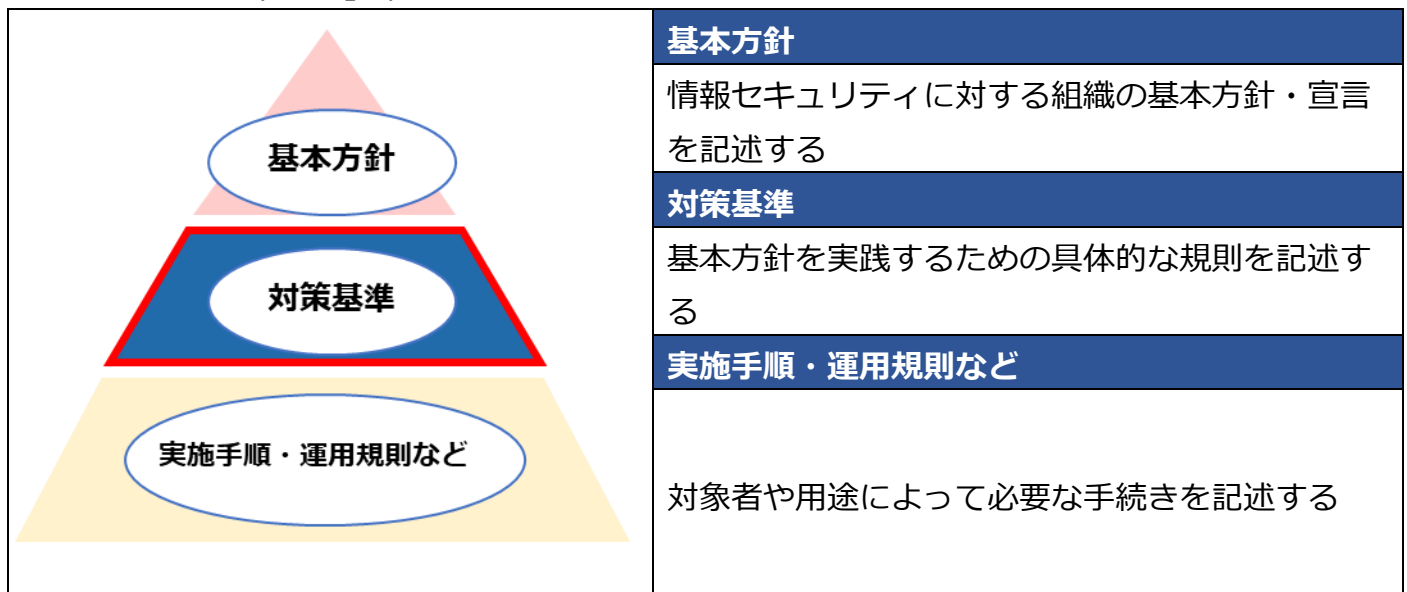 基本方針
対策基準
実施手順・運用規則など
基本方針
情報セキュリティに対する組織の基本方針・宣言
を記述する
対策基準
基本方針を実践するための具体的な規則を記述す
る
実施手順・運用規則など
対象者や用途によって必要な手続きを記述する